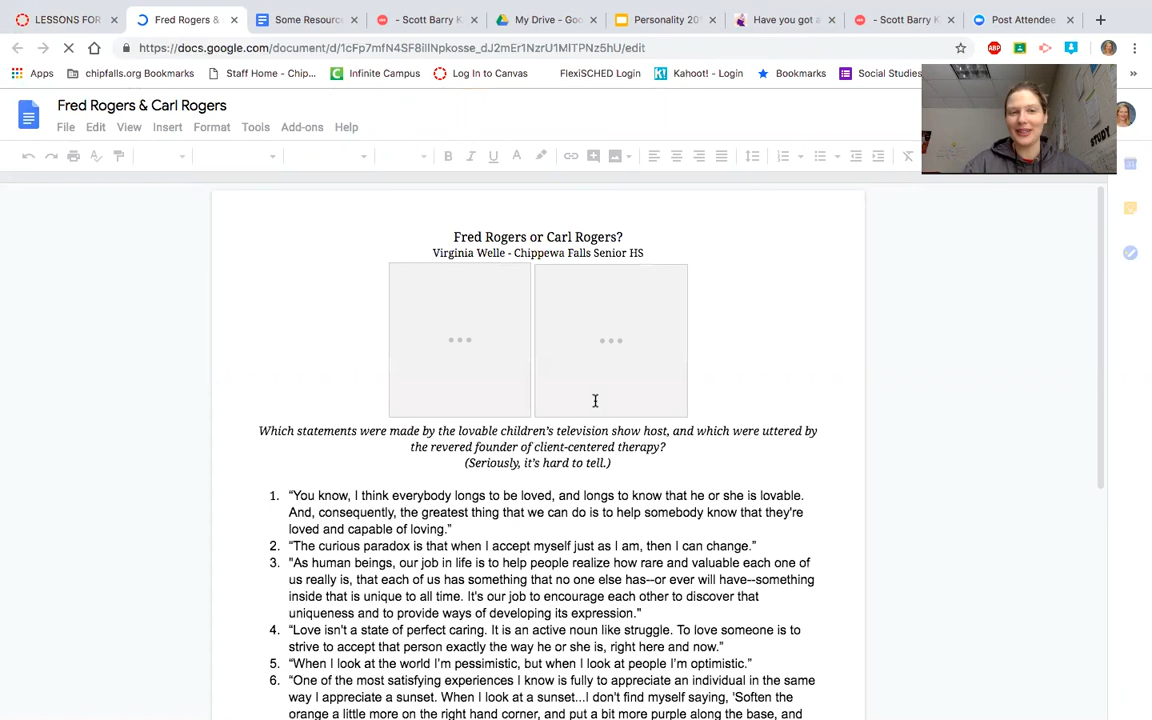 LESSONS FOR
Fred Rogers &
Some Resourc
- Scott Barry K
My Drive - Goo
Personality 201
Have you got a
- Scott Barry K
Post Attendee
https://docs.google.com/document/d/1cFp7mfN4SF8iIlNpkosse_dJ2mEr1NzrU1MlTPNz5hU/edit
ABP
Apps
chipfalls.org Bookmarks
Staff Home - Chip...
Infinite Campus
Log In to Canvas
FlexiSCHED Login
Kahoot! - Login
Bookmarks
Social Studies
»
Fred Rogers & Carl Rogers
File Edit View Insert Format Tools Add-ons Help
B I U A
STUDY
Fred Rogers or Carl Rogers?
Virginia Welle - Chippewa Falls Senior HS
Which statements were made by the lovable children's television show host, and which were uttered by
the revered founder of client-centered therapy?
(Seriously, it's hard to tell.)
1. “You know, I think everybody longs to be loved, and longs to know that he or she is lovable.
And, consequently, the greatest thing that we can do is to help somebody know that they're
loved and capable of loving.”
2. “The curious paradox is that when I accept myself just as I am, then I can change.”
3. "As human beings, our job in life is to help people realize how rare and valuable each one of
us really is, that each of us has something that no one else has--or ever will have--something
inside that is unique to all time. It's our job to encourage each other to discover that
uniqueness and to provide ways of developing its expression."
4. “Love isn't a state of perfect caring. It is an active noun like struggle. To love someone is to
strive to accept that person exactly the way he or she is, right here and now.”
5. “When I look at the world I'm pessimistic, but when I look at people I'm optimistic.”
6. “One of the most satisfying experiences I know is fully to appreciate an individual in the same
way I appreciate a sunset. When I look at a sunset...I don't find myself saying, 'Soften the
orange a little more on the right hand corner, and put a bit more purple along the base, and